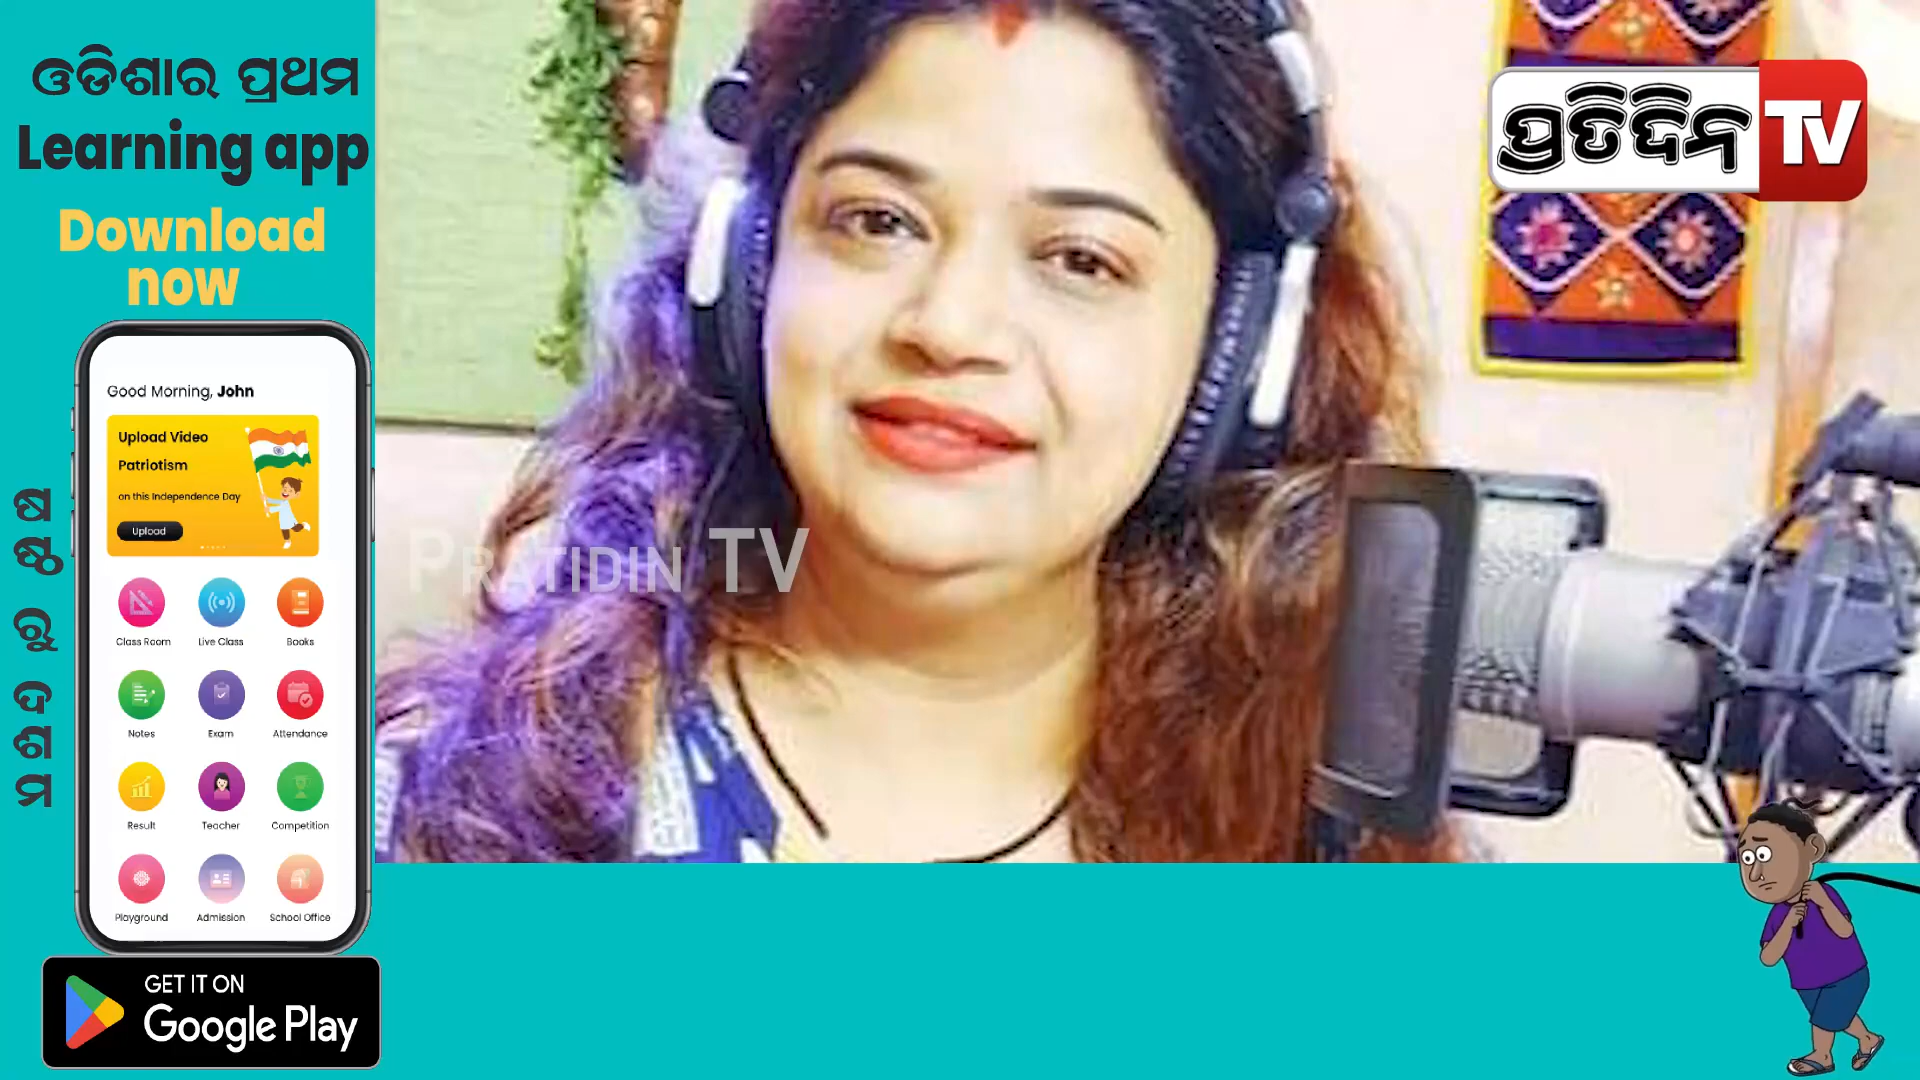 ଓଡିଶାର ପ୍ରଥମ
Learning app
Download
now
ଷଷ୍ଠ ରୁ ଦଶମ
Good Morning, John
Upload Video
Patriotism
on this Independence Day
Upload
Class Room
Live Class
Books
Notes
Exam
Attendance
Result
Teacher
Competition
Playground
Admission
School Office
GET IT ON
Google Play
PRATIDIN TV
ପ୍ରତିଦିନ TV